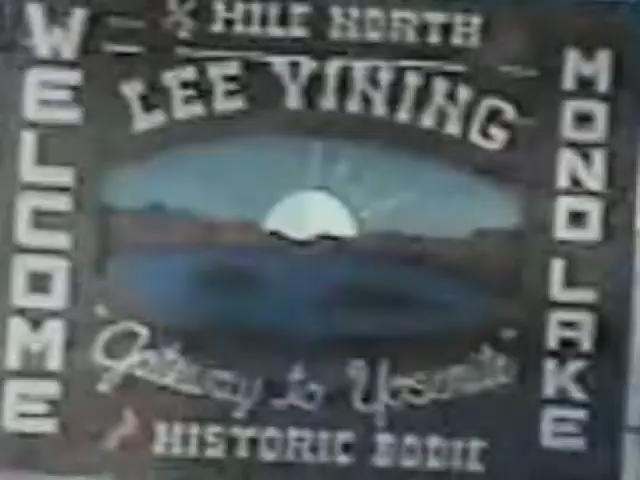 WELCOME
½ MILE NORTH
LEE VINING
"Gateway to Yosemite"
HISTORIC BODIE
MONO LAKE